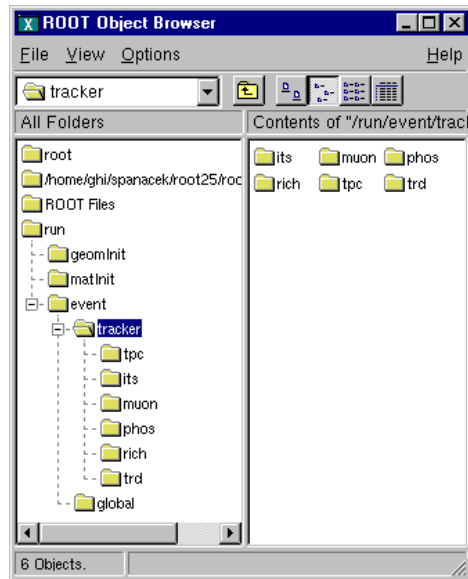 X ROOT Object Browser
File View Options Help
tracker
All Folders
Contents of "/run/event/trac
root
/home/ghi/spanacek/root25/roc
ROOT Files
run
geomInit
matInit
event
tracker
tpc
its
muon
phos
rich
trd
global
its muon phos
rich tpc trd
6 Objects.